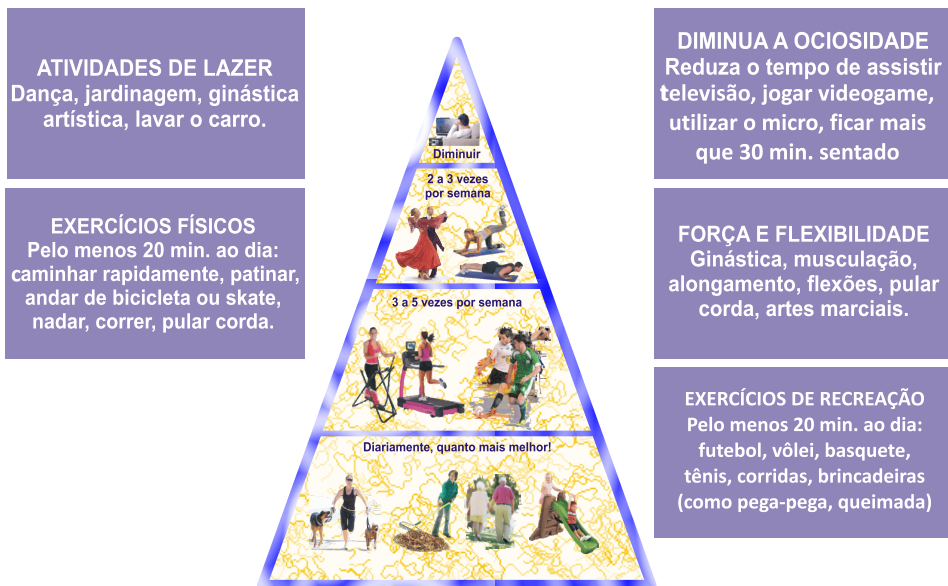 ATIVIDADES DE LAZER
Dança, jardinagem, ginástica
artística, lavar o carro.
EXERCÍCIOS FÍSICOS
Pelo menos 20 min. ao dia:
caminhar rapidamente, patinar,
andar de bicicleta ou skate,
nadar, correr, pular corda.
Diminuir
2 a 3 vezes
por semana
3 a 5 vezes por semana
Diariamente, quanto mais melhor!
DIMINUA A OCIOSIDADE
Reduza o tempo de assistir
televisão, jogar videogame,
utilizar o micro, ficar mais
que 30 min. sentado
FORÇA E FLEXIBILIDADE
Ginástica, musculação,
alongamento, flexões, pular
corda, artes marciais.
EXERCÍCIOS DE RECREAÇÃO
Pelo menos 20 min. ao dia:
futebol, vôlei, basquete,
tênis, corridas, brincadeiras
(como pega-pega, queimada)